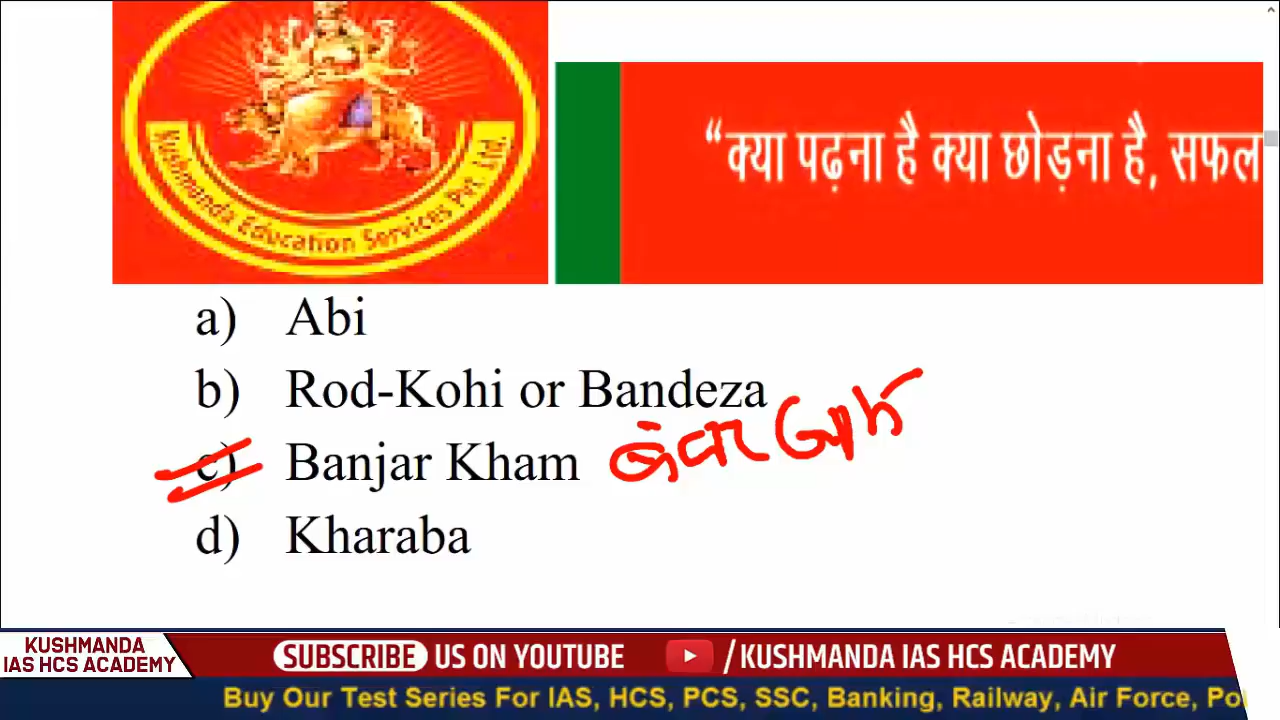 Kushmanda Education Services Pvt. Ltd.
“क्या पढ़ना है क्या छोड़ना है, सफल
a) Abi
b) Rod-Kohi or Bandeza
c) Banjar Kham
d) Kharaba
KUSHMANDA
IAS HCS ACADEMY
SUBSCRIBE US ON YOUTUBE /KUSHMANDA IAS HCS ACADEMY
Buy Our Test Series For IAS, HCS, PCS, SSC, Banking, Railway, Air Force,